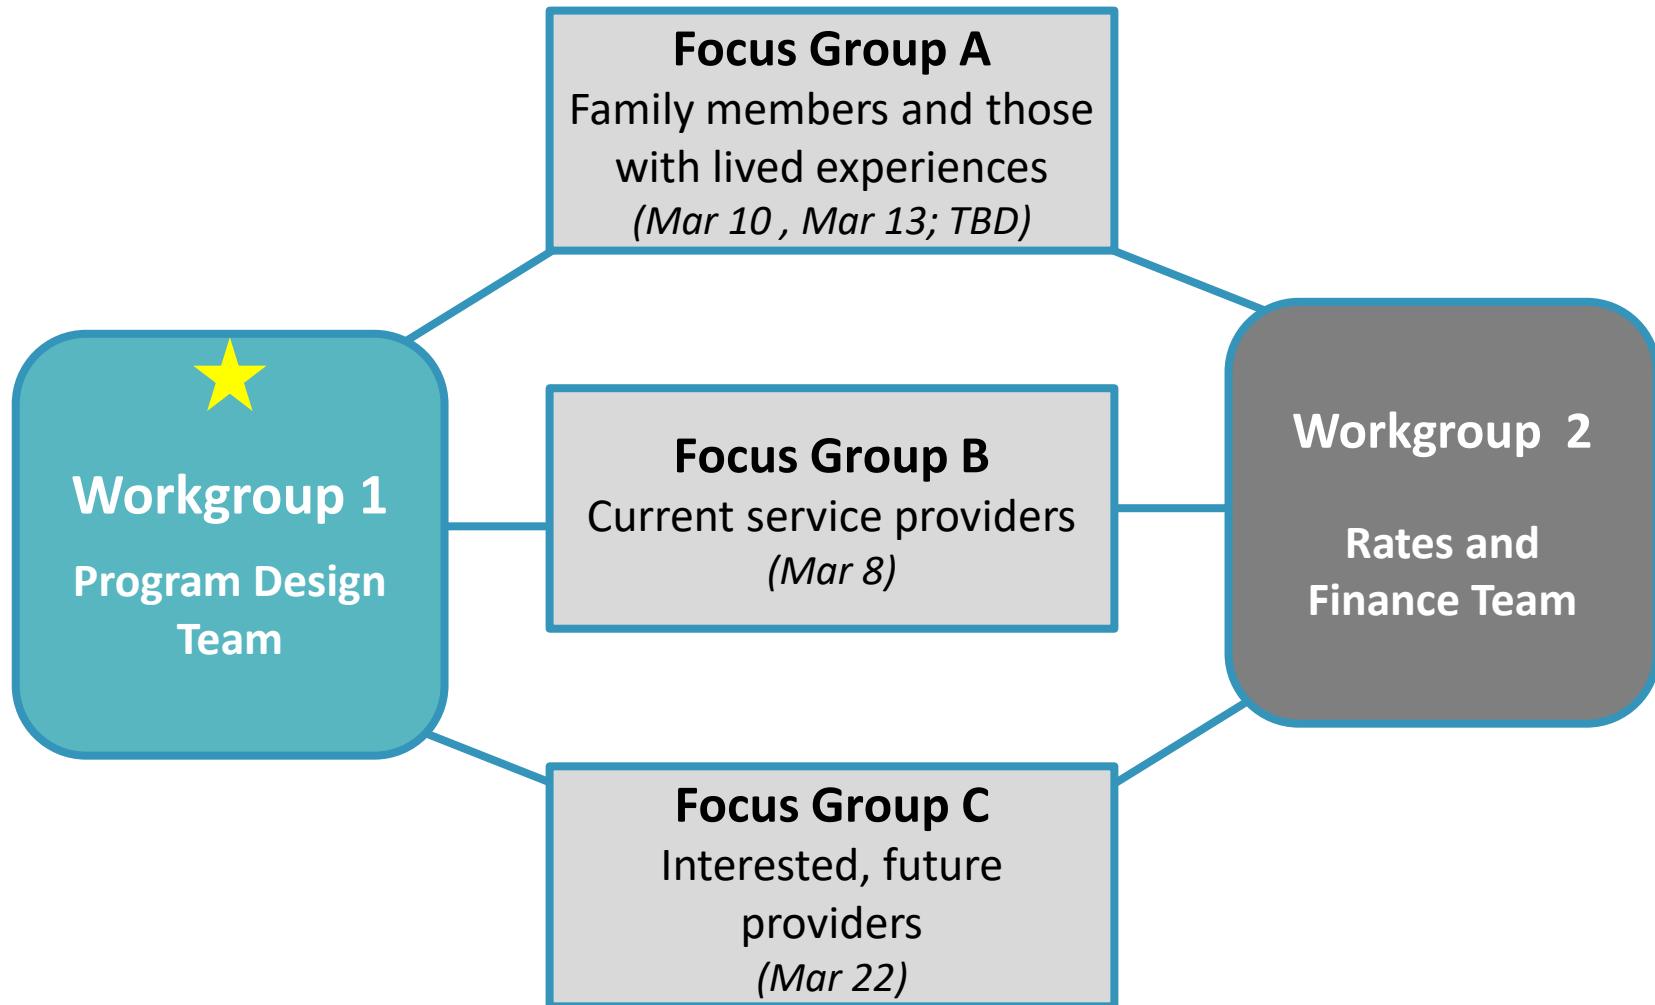 Focus Group A
Family members and those
with lived experiences
(Mar 10 , Mar 13; TBD)
Workgroup 1
Program Design
Team
Focus Group B
Current service providers
(Mar 8)
Workgroup  2
Rates and
Finance Team
Focus Group C
Interested, future
providers
(Mar 22)